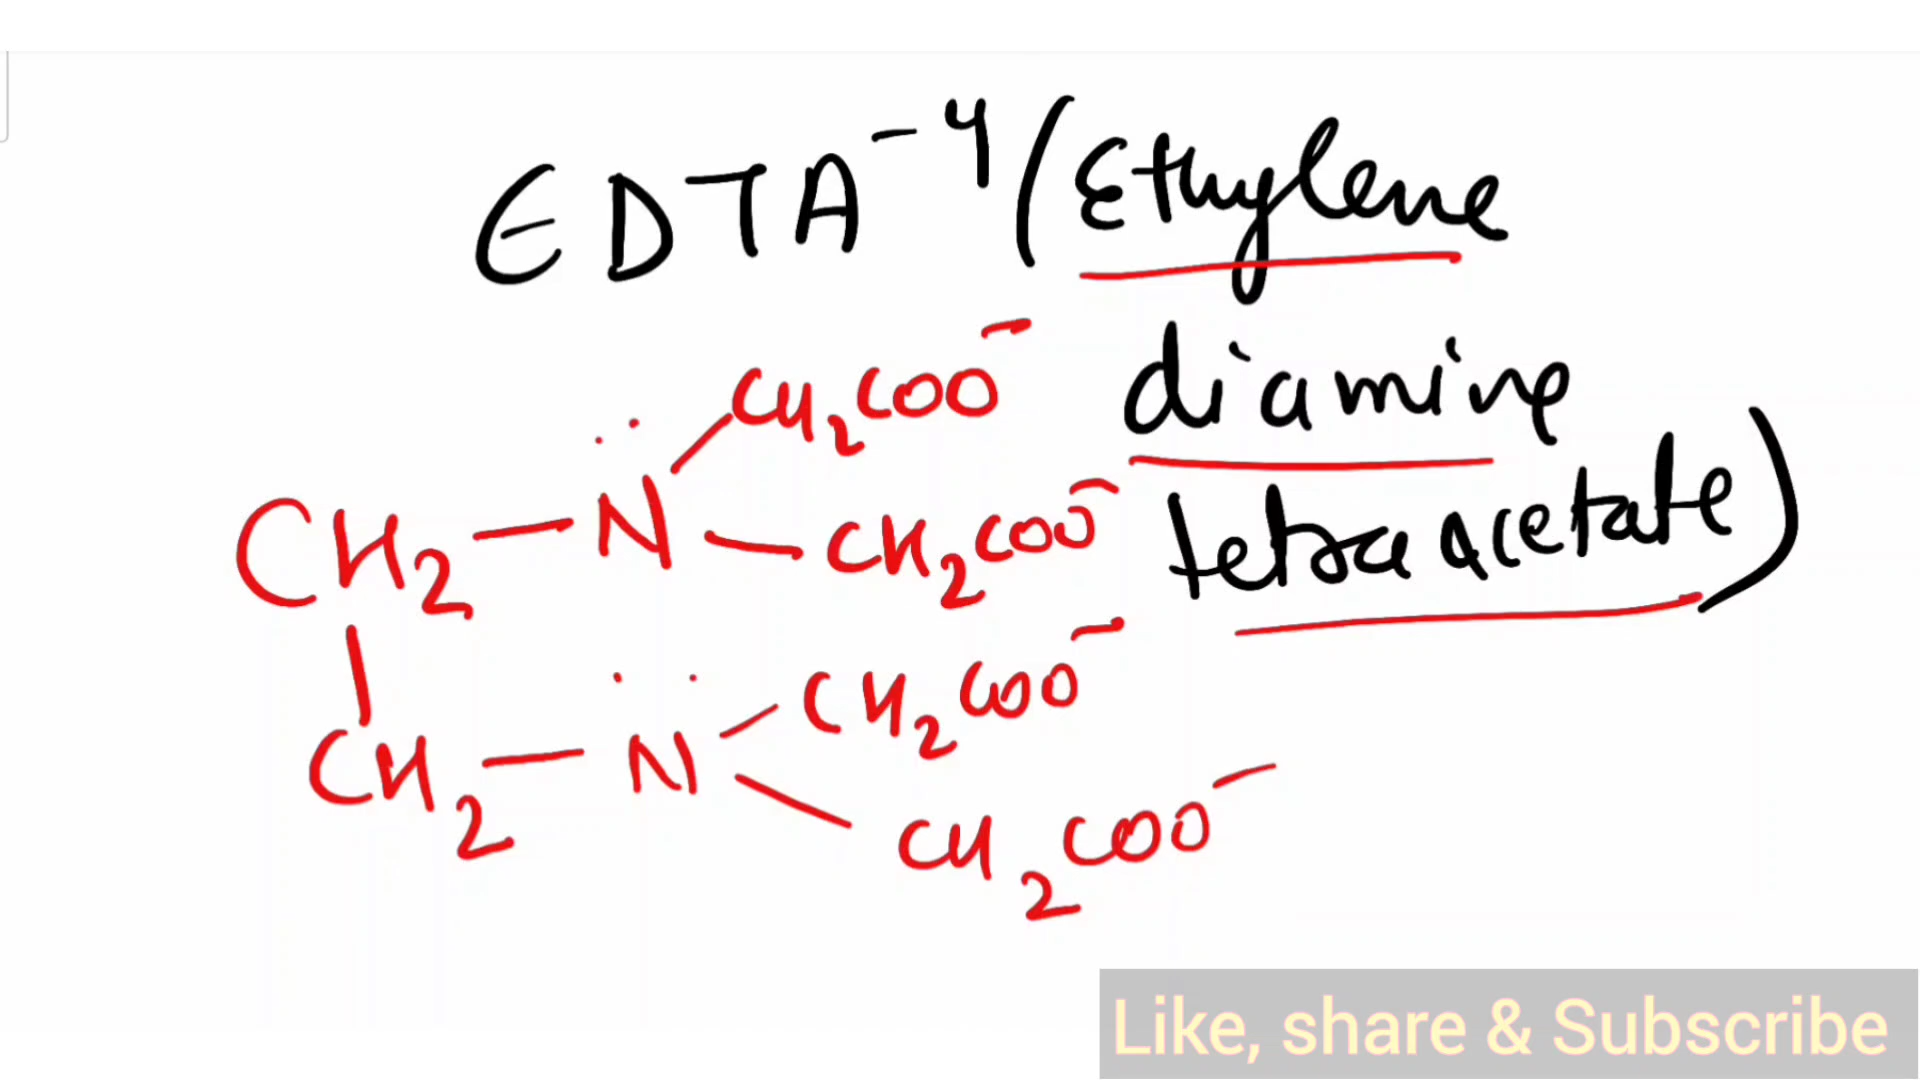 EDTA⁻⁴ (Ethylene
diamine
tetraacetate)
CH₂COO⁻
CH₂ — N — CH₂COO⁻
CH₂COO⁻
CH₂ — N
CH₂COO⁻
Like, share & Subscribe